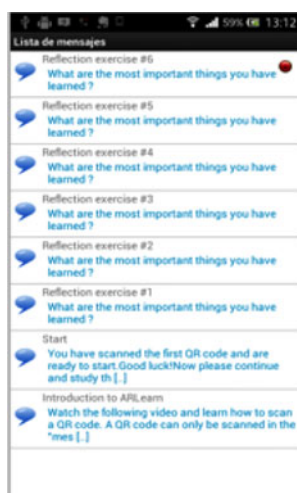 59% 13:12
Lista de mensajes
Reflection exercise #6
What are the most important things you have
learned ?
Reflection exercise #5
What are the most important things you have
learned ?
Reflection exercise #4
What are the most important things you have
learned ?
Reflection exercise #3
What are the most important things you have
learned ?
Reflection exercise #2
What are the most important things you have
learned ?
Reflection exercise #1
What are the most important things you have
learned ?
Start
You have scanned the first QR code and are
ready to start.Good luck!Now please continue
and study th [..]
Introduction to ARLearn
Watch the following video and learn how to scan
a QR code. A QR code can only be scanned in the
"mes [..]